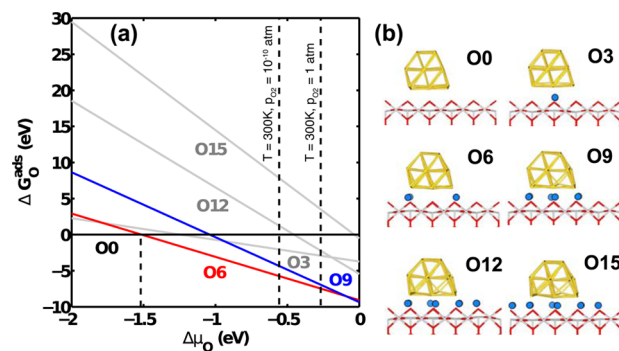 (a)
(b)
30
25
20
15
10
5
0
−5
−10
Δ G_O^ads (eV)
−2
−1.5
−1
−0.5
0
Δμ_O (eV)
T = 300K, p_O2 = 10^-10 atm
T = 300K, p_O2 = 1 atm
O15
O12
O0
O6
O3
O9
O0
O3
O6
O9
O12
O15